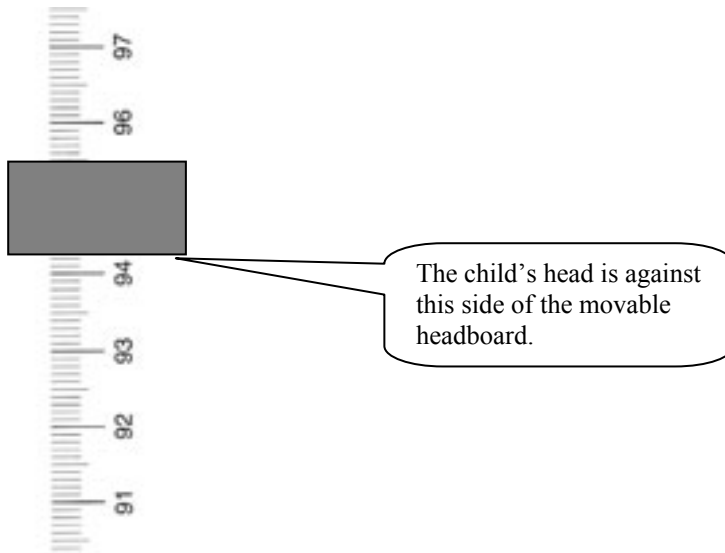 97
96
94
The child’s head is against
this side of the movable
headboard.
93
92
91